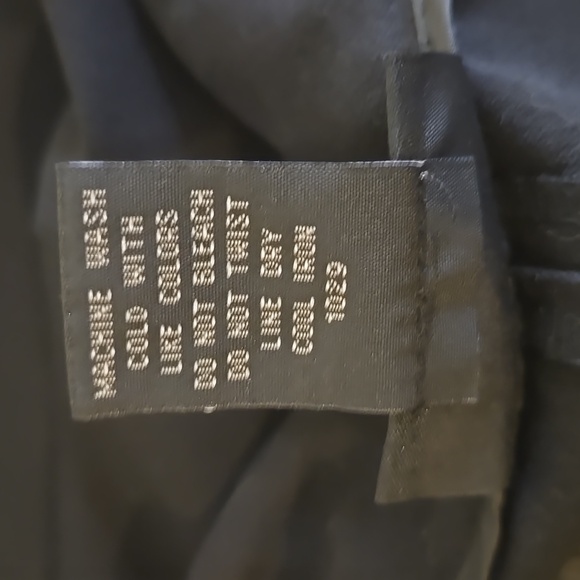 MACHINE WASH
COLD WITH
LIKE COLORS
DO NOT BLEACH
DO NOT TWIST
LINE DRY
COOL IRON
1029